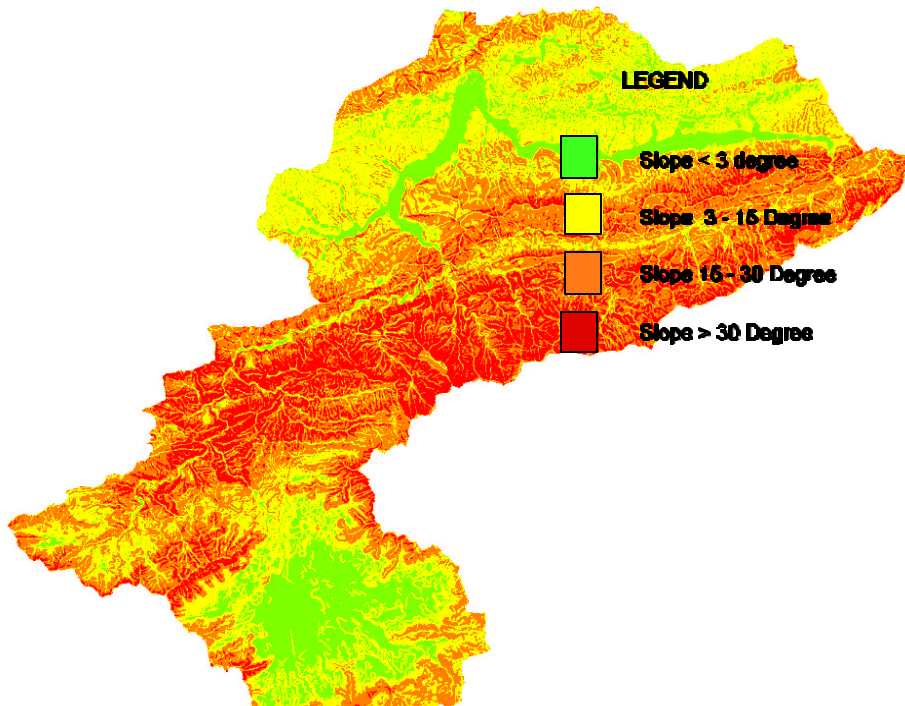 LEGEND
Slope < 3 degree
Slope 3 - 15 Degree
Slope 15 - 30 Degree
Slope > 30 Degree